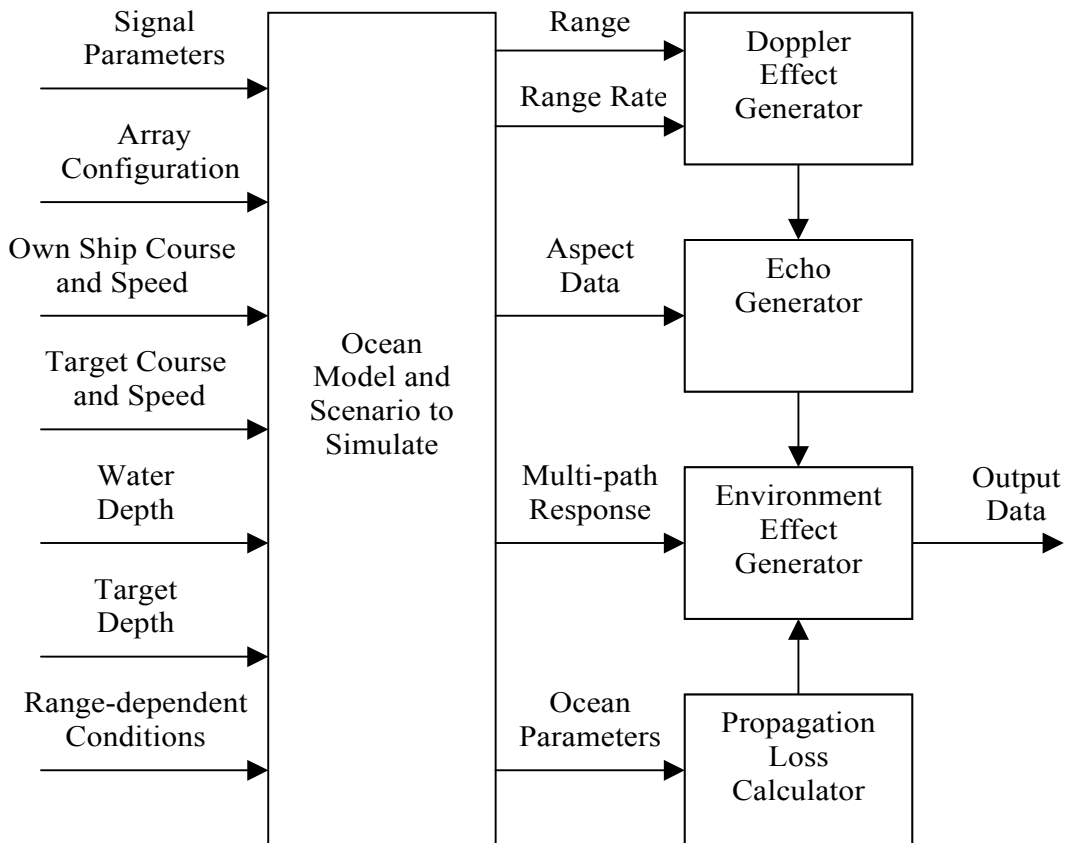 Signal
Parameters
Array
Configuration
Own Ship Course
and Speed
Target Course
and Speed
Water
Depth
Target
Depth
Range-dependent
Conditions
Ocean
Model and
Scenario to
Simulate
Range
Range Rate
Aspect
Data
Multi-path
Response
Ocean
Parameters
Doppler
Effect
Generator
Echo
Generator
Environment
Effect
Generator
Propagation
Loss
Calculator
Output
Data